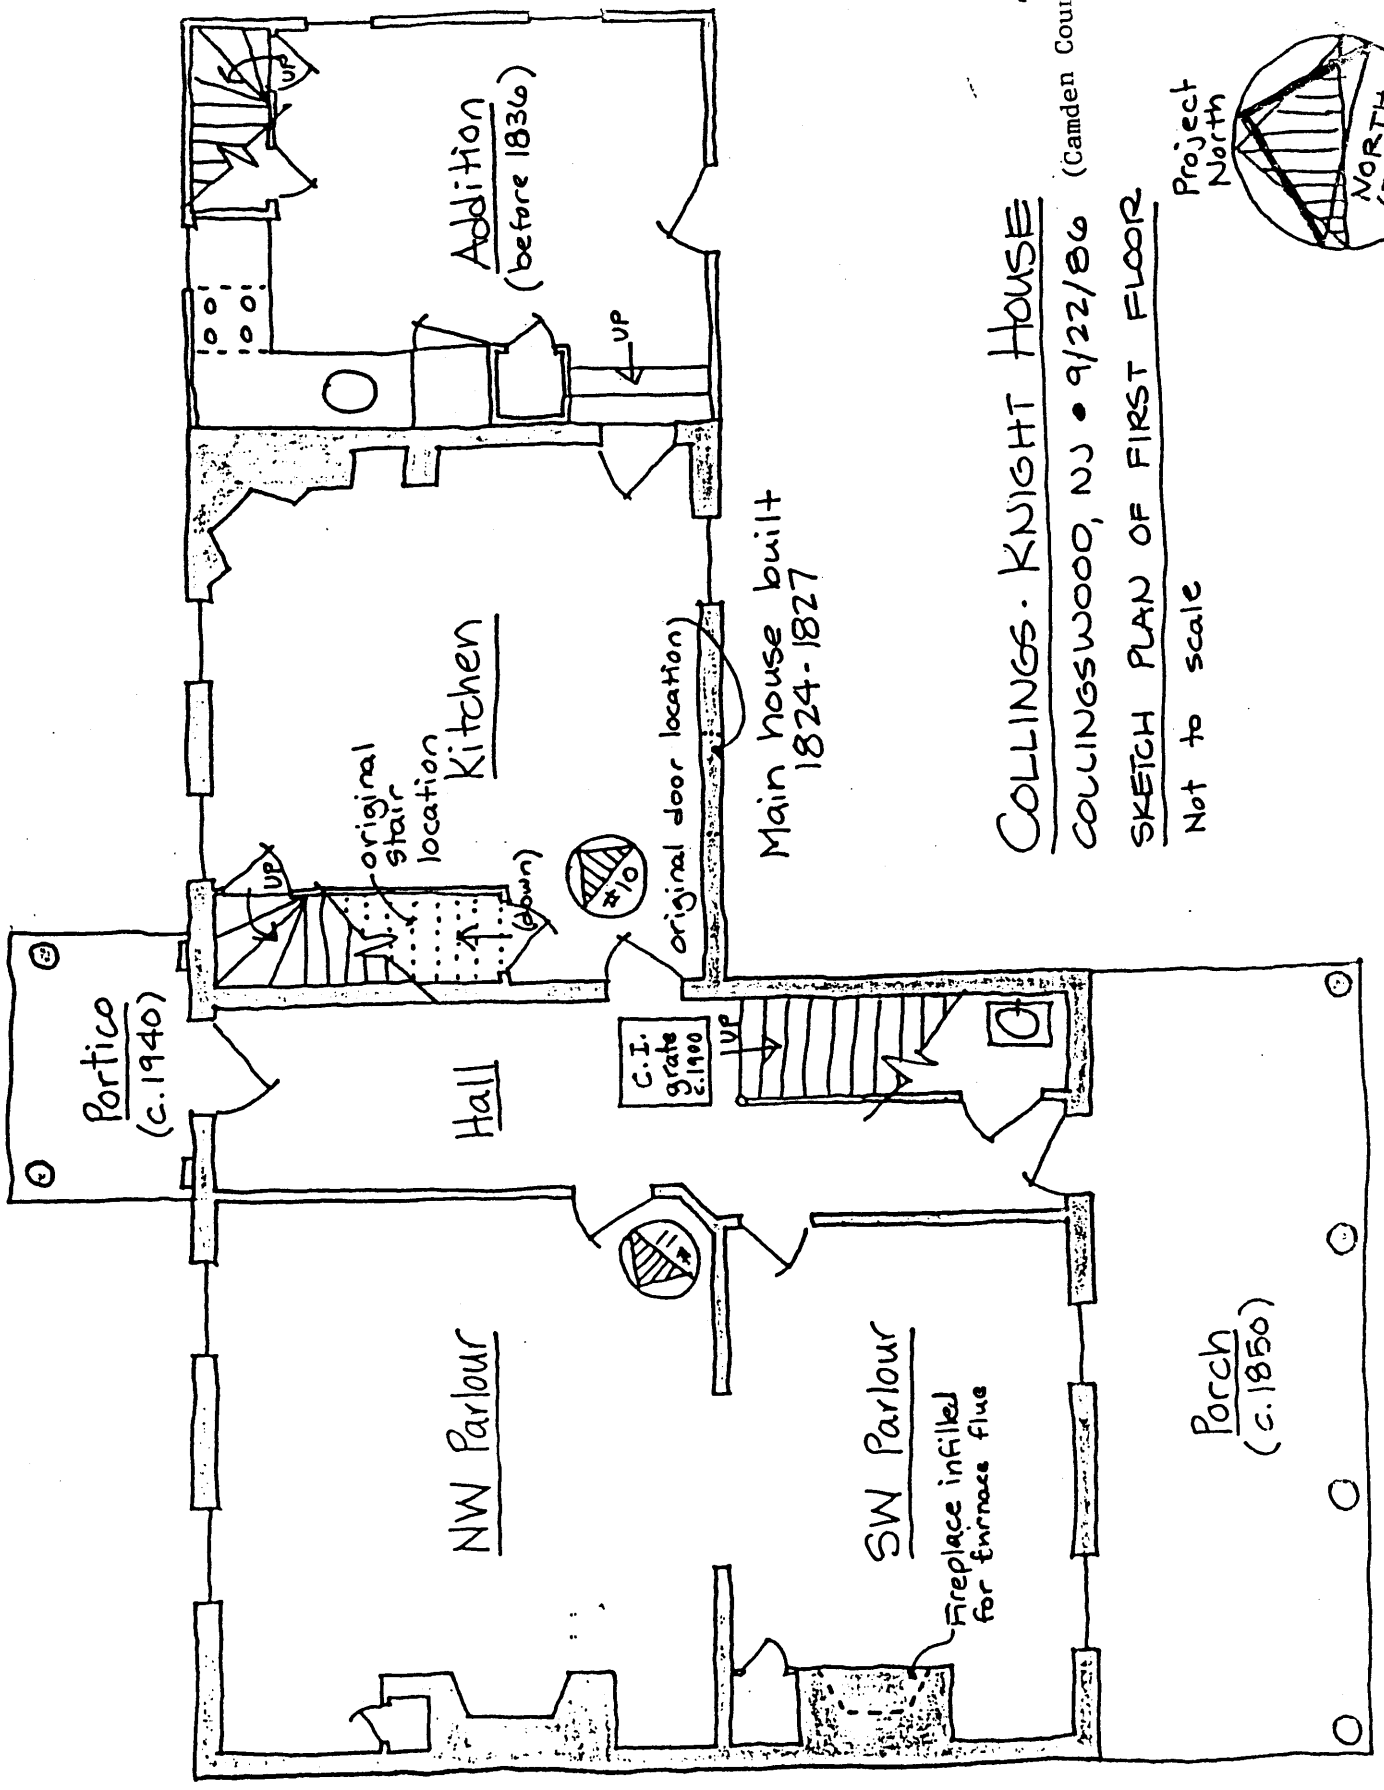 Portico
(c.1940)
Hall
NW Parlour
SW Parlour
Fireplace infilled
for furnace flue
#11
C.I.
grate
c.1900
UP
UP
original
stair
location
(down)
#10
Kitchen
original door location)
Addition
(before 1836)
UP
UP
Main house built
1824-1827
Porch
(c.1850)
COLLINGS·KNIGHT HOUSE
COLLINGSWOOD, NJ • 9/22/86 (Camden Cour
SKETCH PLAN OF FIRST FLOOR
Not to scale
Project
North
NORTH